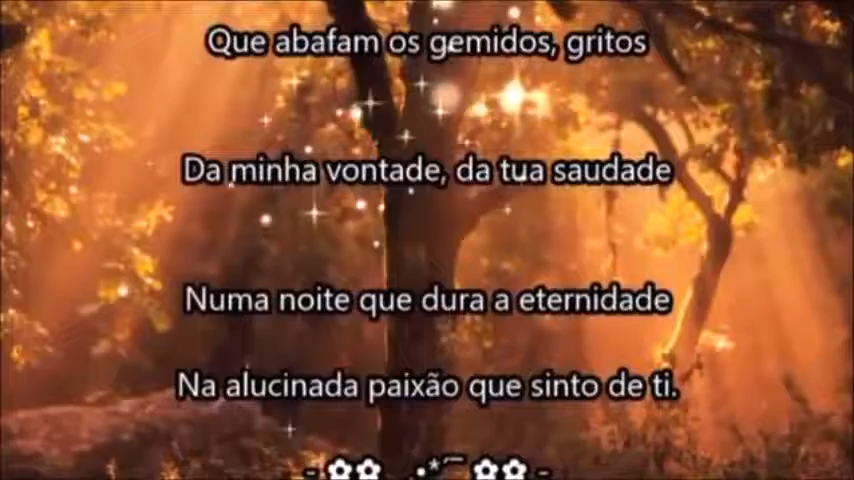 Que abafam os gemidos, gritos
Da minha vontade, da tua saudade
Numa noite que dura a eternidade
Na alucinada paixão que sinto de ti.
- ✿✿ _.•*´¯ ✿✿ -